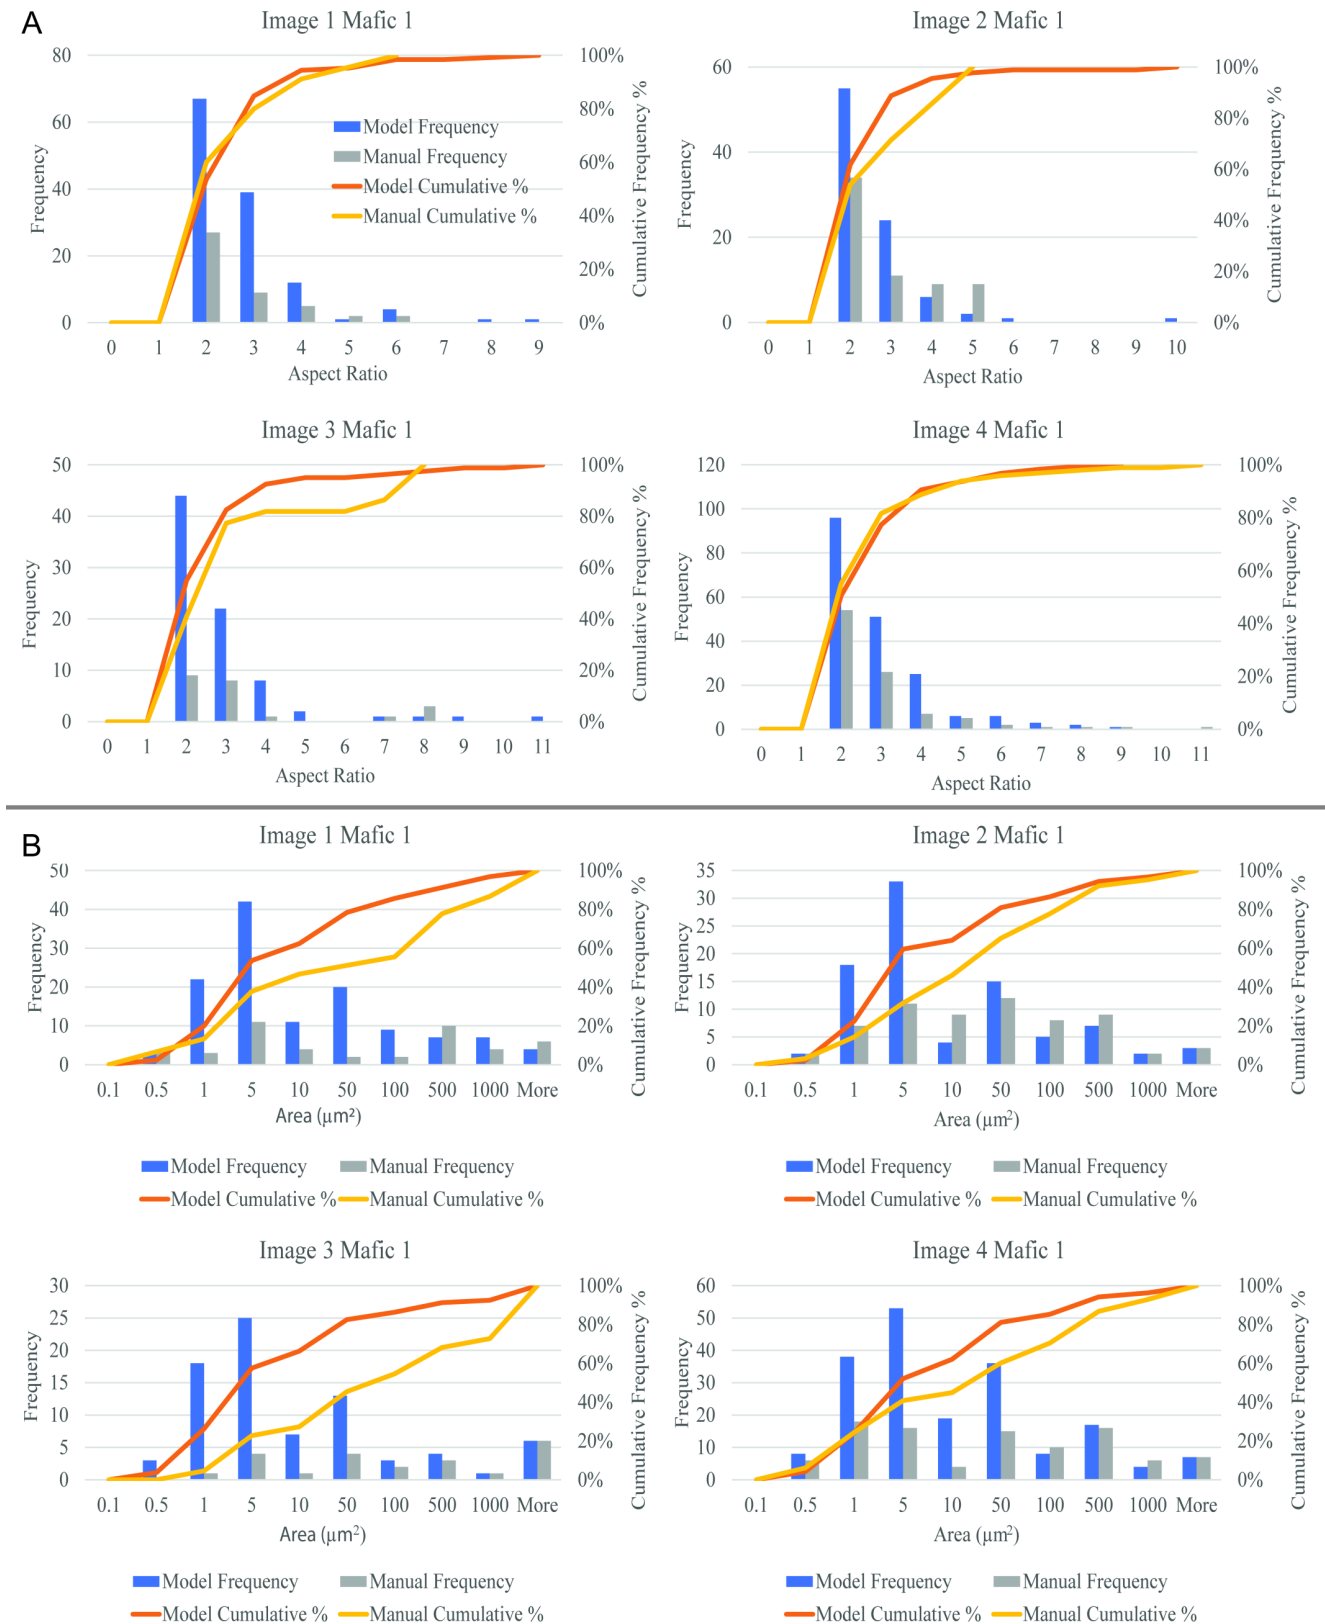 A
Image 1 Mafic 1
80
60
40
20
0
Frequency
100%
80%
60%
40%
20%
0%
Cumulative Frequency %
Model Frequency
Manual Frequency
Model Cumulative %
Manual Cumulative %
0 1 2 3 4 5 6 7 8 9
Aspect Ratio
Image 2 Mafic 1
60
40
20
0
Frequency
100%
80%
60%
40%
20%
0%
Cumulative Frequency %
0 1 2 3 4 5 6 7 8 9 10
Aspect Ratio
Image 3 Mafic 1
50
40
30
20
10
0
Frequency
100%
80%
60%
40%
20%
0%
Cumulative Frequency %
0 1 2 3 4 5 6 7 8 9 11
Aspect Ratio
Image 4 Mafic 1
120
100
80
60
40
20
0
Frequency
100%
80%
60%
40%
20%
0%
Cumulative Frequency %
0 1 2 3 4 5 6 7 8 9 10 11
Aspect Ratio
B
Image 1 Mafic 1
50
40
30
20
10
0
Frequency
100%
80%
60%
40%
20%
0%
Cumulative Frequency %
0.1 0.5 1 5 10 50 100 500 1000 More
Area (µm²)
Model Frequency Manual Frequency
Model Cumulative % Manual Cumulative %
Image 2 Mafic 1
35
30
25
20
15
10
5
0
Frequency
100%
80%
60%
40%
20%
0%
Cumulative Frequency %
0.1 0.5 1 5 10 50 100 500 1000 More
Area (µm²)
Model Frequency Manual Frequency
Model Cumulative % Manual Cumulative %
Image 3 Mafic 1
30
25
20
15
10
5
0
Frequency
100%
80%
60%
40%
20%
0%
Cumulative Frequency %
0.1 0.5 1 5 10 50 100 500 1000 More
Area (µm²)
Model Frequency Manual Frequency
Model Cumulative % Manual Cumulative %
Image 4 Mafic 1
60
50
40
30
20
10
0
Frequency
100%
80%
60%
40%
20%
0%
Cumulative Frequency %
0.1 0.5 1 5 10 50 100 500 1000 More
Area (µm²)
Model Frequency Manual Frequency
Model Cumulative % Manual Cumulative %